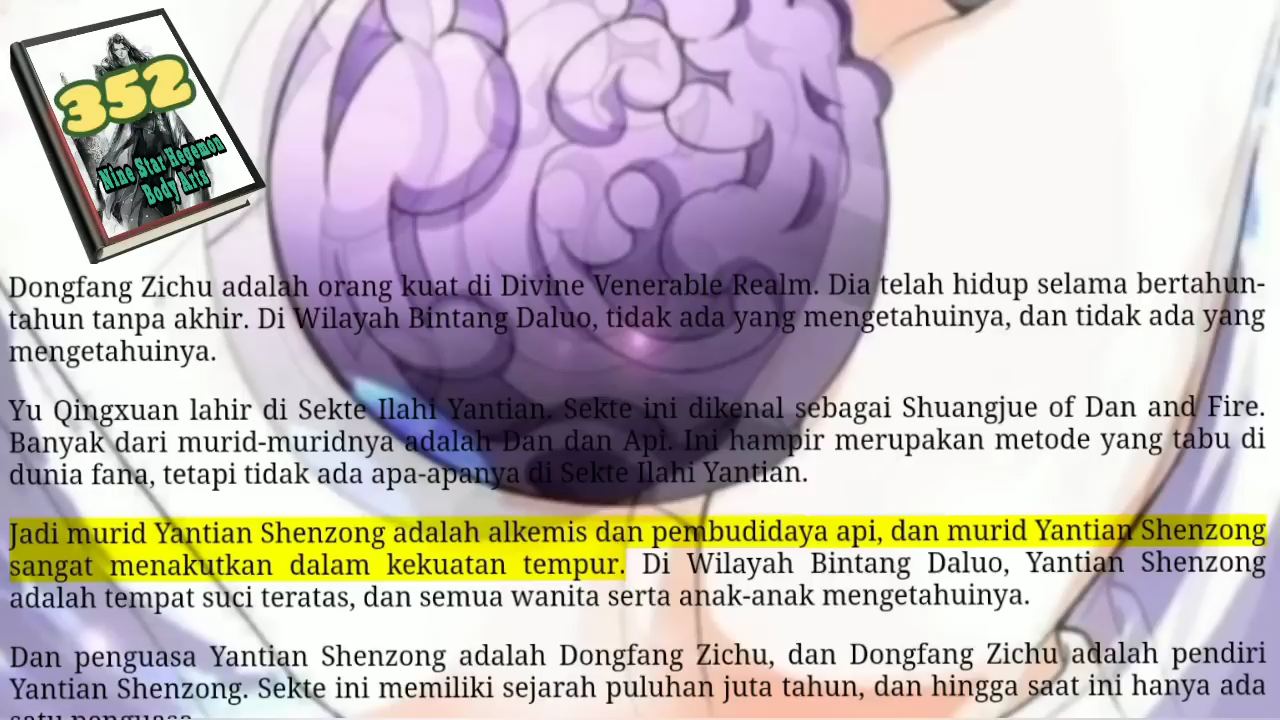 352
Nine Star Hegemon
Body Arts
Dongfang Zichu adalah orang kuat di Divine Venerable Realm. Dia telah hidup selama bertahun-
tahun tanpa akhir. Di Wilayah Bintang Daluo, tidak ada yang mengetahuinya, dan tidak ada yang
mengetahuinya.
Yu Qingxuan lahir di Sekte Ilahi Yantian. Sekte ini dikenal sebagai Shuangjue of Dan and Fire.
Banyak dari murid-muridnya adalah Dan dan Api. Ini hampir merupakan metode yang tabu di
dunia fana, tetapi tidak ada apa-apanya di Sekte Ilahi Yantian.
Jadi murid Yantian Shenzong adalah alkemis dan pembudidaya api, dan murid Yantian Shenzong
sangat menakutkan dalam kekuatan tempur. Di Wilayah Bintang Daluo, Yantian Shenzong
adalah tempat suci teratas, dan semua wanita serta anak-anak mengetahuinya.
Dan penguasa Yantian Shenzong adalah Dongfang Zichu, dan Dongfang Zichu adalah pendiri
Yantian Shenzong. Sekte ini memiliki sejarah puluhan juta tahun, dan hingga saat ini hanya ada
satu penguasa.